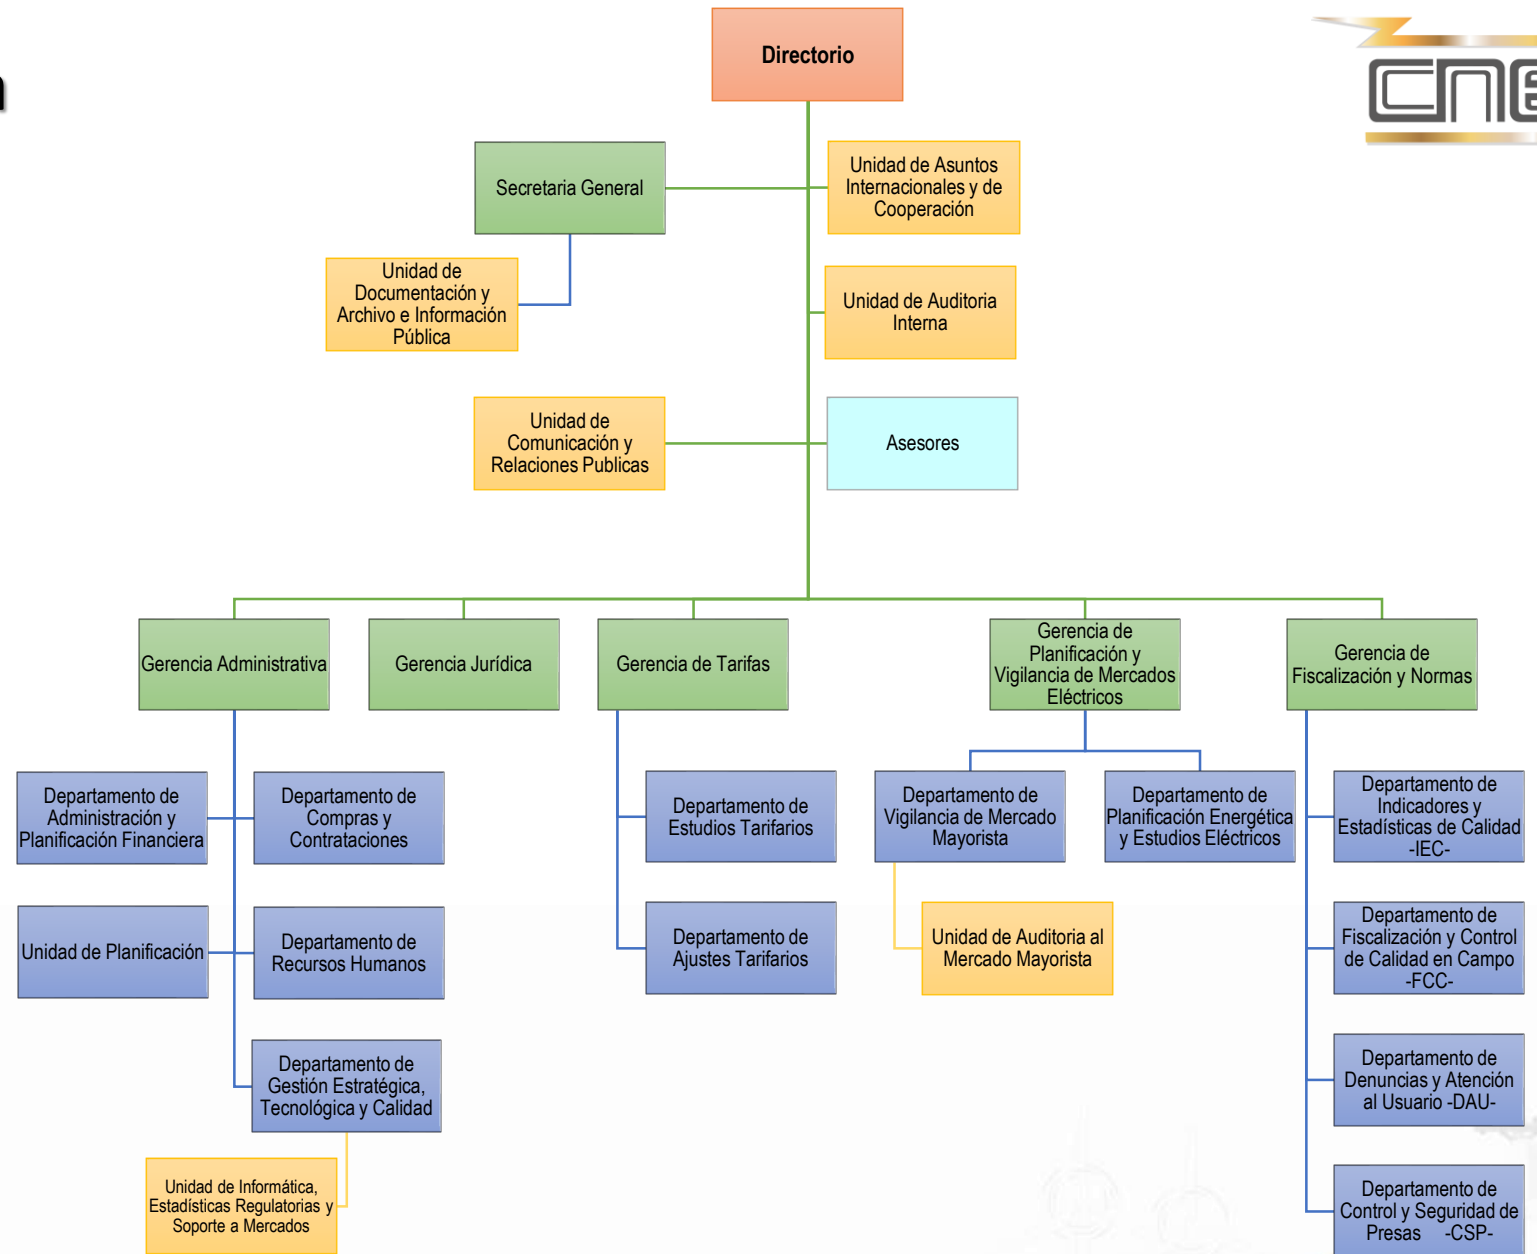 Directorio
Secretaria General
Unidad de Asuntos
Internacionales y de
Cooperación
Unidad de
Documentación y
Archivo e Información
Pública
Unidad de Auditoria
Interna
Unidad de
Comunicación y
Relaciones Publicas
Asesores
Gerencia Administrativa
Gerencia Jurídica
Gerencia de Tarifas
Gerencia de
Planificación y
Vigilancia de Mercados
Eléctricos
Gerencia de
Fiscalización y Normas
Departamento de
Administración y
Planificación Financiera
Departamento de
Compras y
Contrataciones
Departamento de
Estudios Tarifarios
Departamento de
Vigilancia de Mercado
Mayorista
Departamento de
Planificación Energética
y Estudios Eléctricos
Departamento de
Indicadores y
Estadísticas de Calidad
-IEC-
Unidad de Planificación
Departamento de
Recursos Humanos
Departamento de
Ajustes Tarifarios
Unidad de Auditoria al
Mercado Mayorista
Departamento de
Fiscalización y Control
de Calidad en Campo
-FCC-
Departamento de
Gestión Estratégica,
Tecnológica y Calidad
Departamento de
Denuncias y Atención
al Usuario -DAU-
Unidad de Informática,
Estadísticas Regulatorias y
Soporte a Mercados
Departamento de
Control y Seguridad de
Presas -CSP-